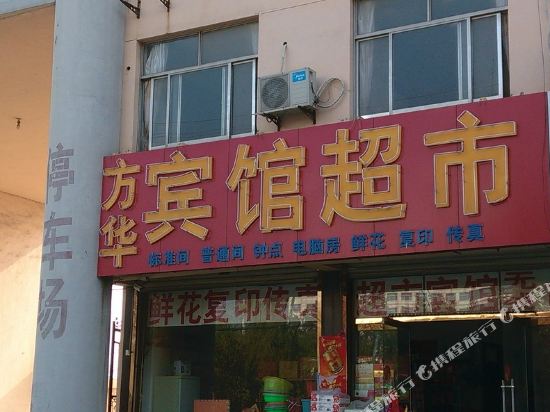 方华
宾馆超市
标准间 普通间 钟点 电脑房 鲜花 复印 传真
鲜花复印传真
超市宾馆
停车场
携程旅行